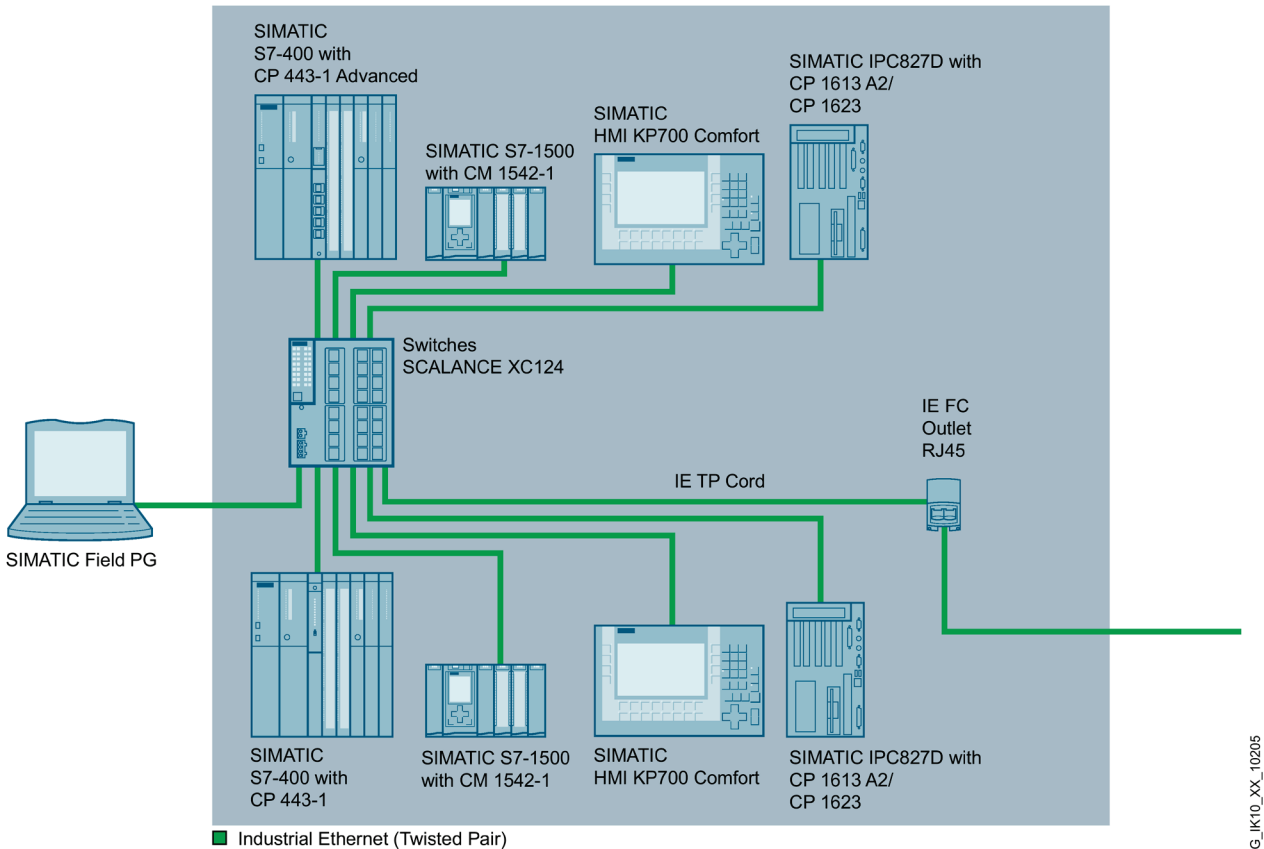 SIMATIC
S7-400 with
CP 443-1 Advanced
SIMATIC S7-1500
with CM 1542-1
SIMATIC
HMI KP700 Comfort
SIMATIC IPC827D with
CP 1613 A2/
CP 1623
Switches
SCALANCE XC124
IE FC
Outlet
RJ45
IE TP Cord
SIMATIC Field PG
SIMATIC
S7-400 with
CP 443-1
SIMATIC S7-1500
with CM 1542-1
SIMATIC
HMI KP700 Comfort
SIMATIC IPC827D with
CP 1613 A2/
CP 1623
Industrial Ethernet (Twisted Pair)
G_IK10_XX_10205